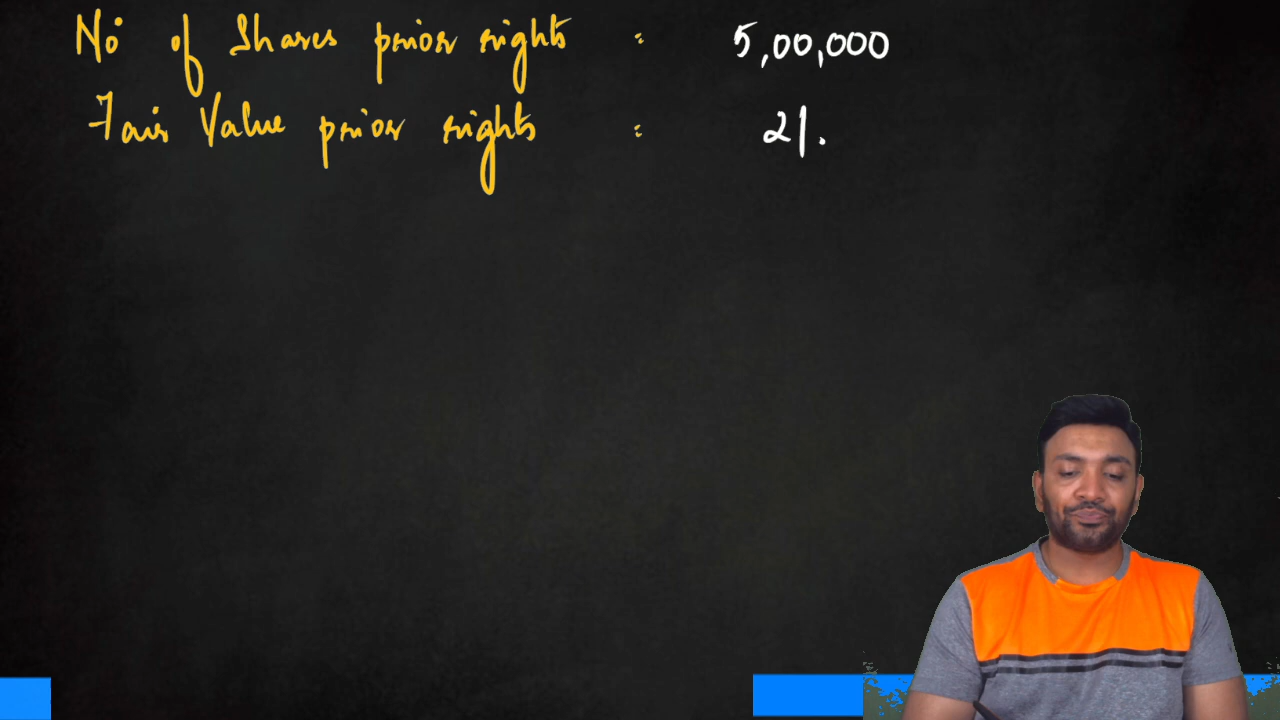 No of Shares prior rights : 5,00,000
Fair Value prior rights : 21.